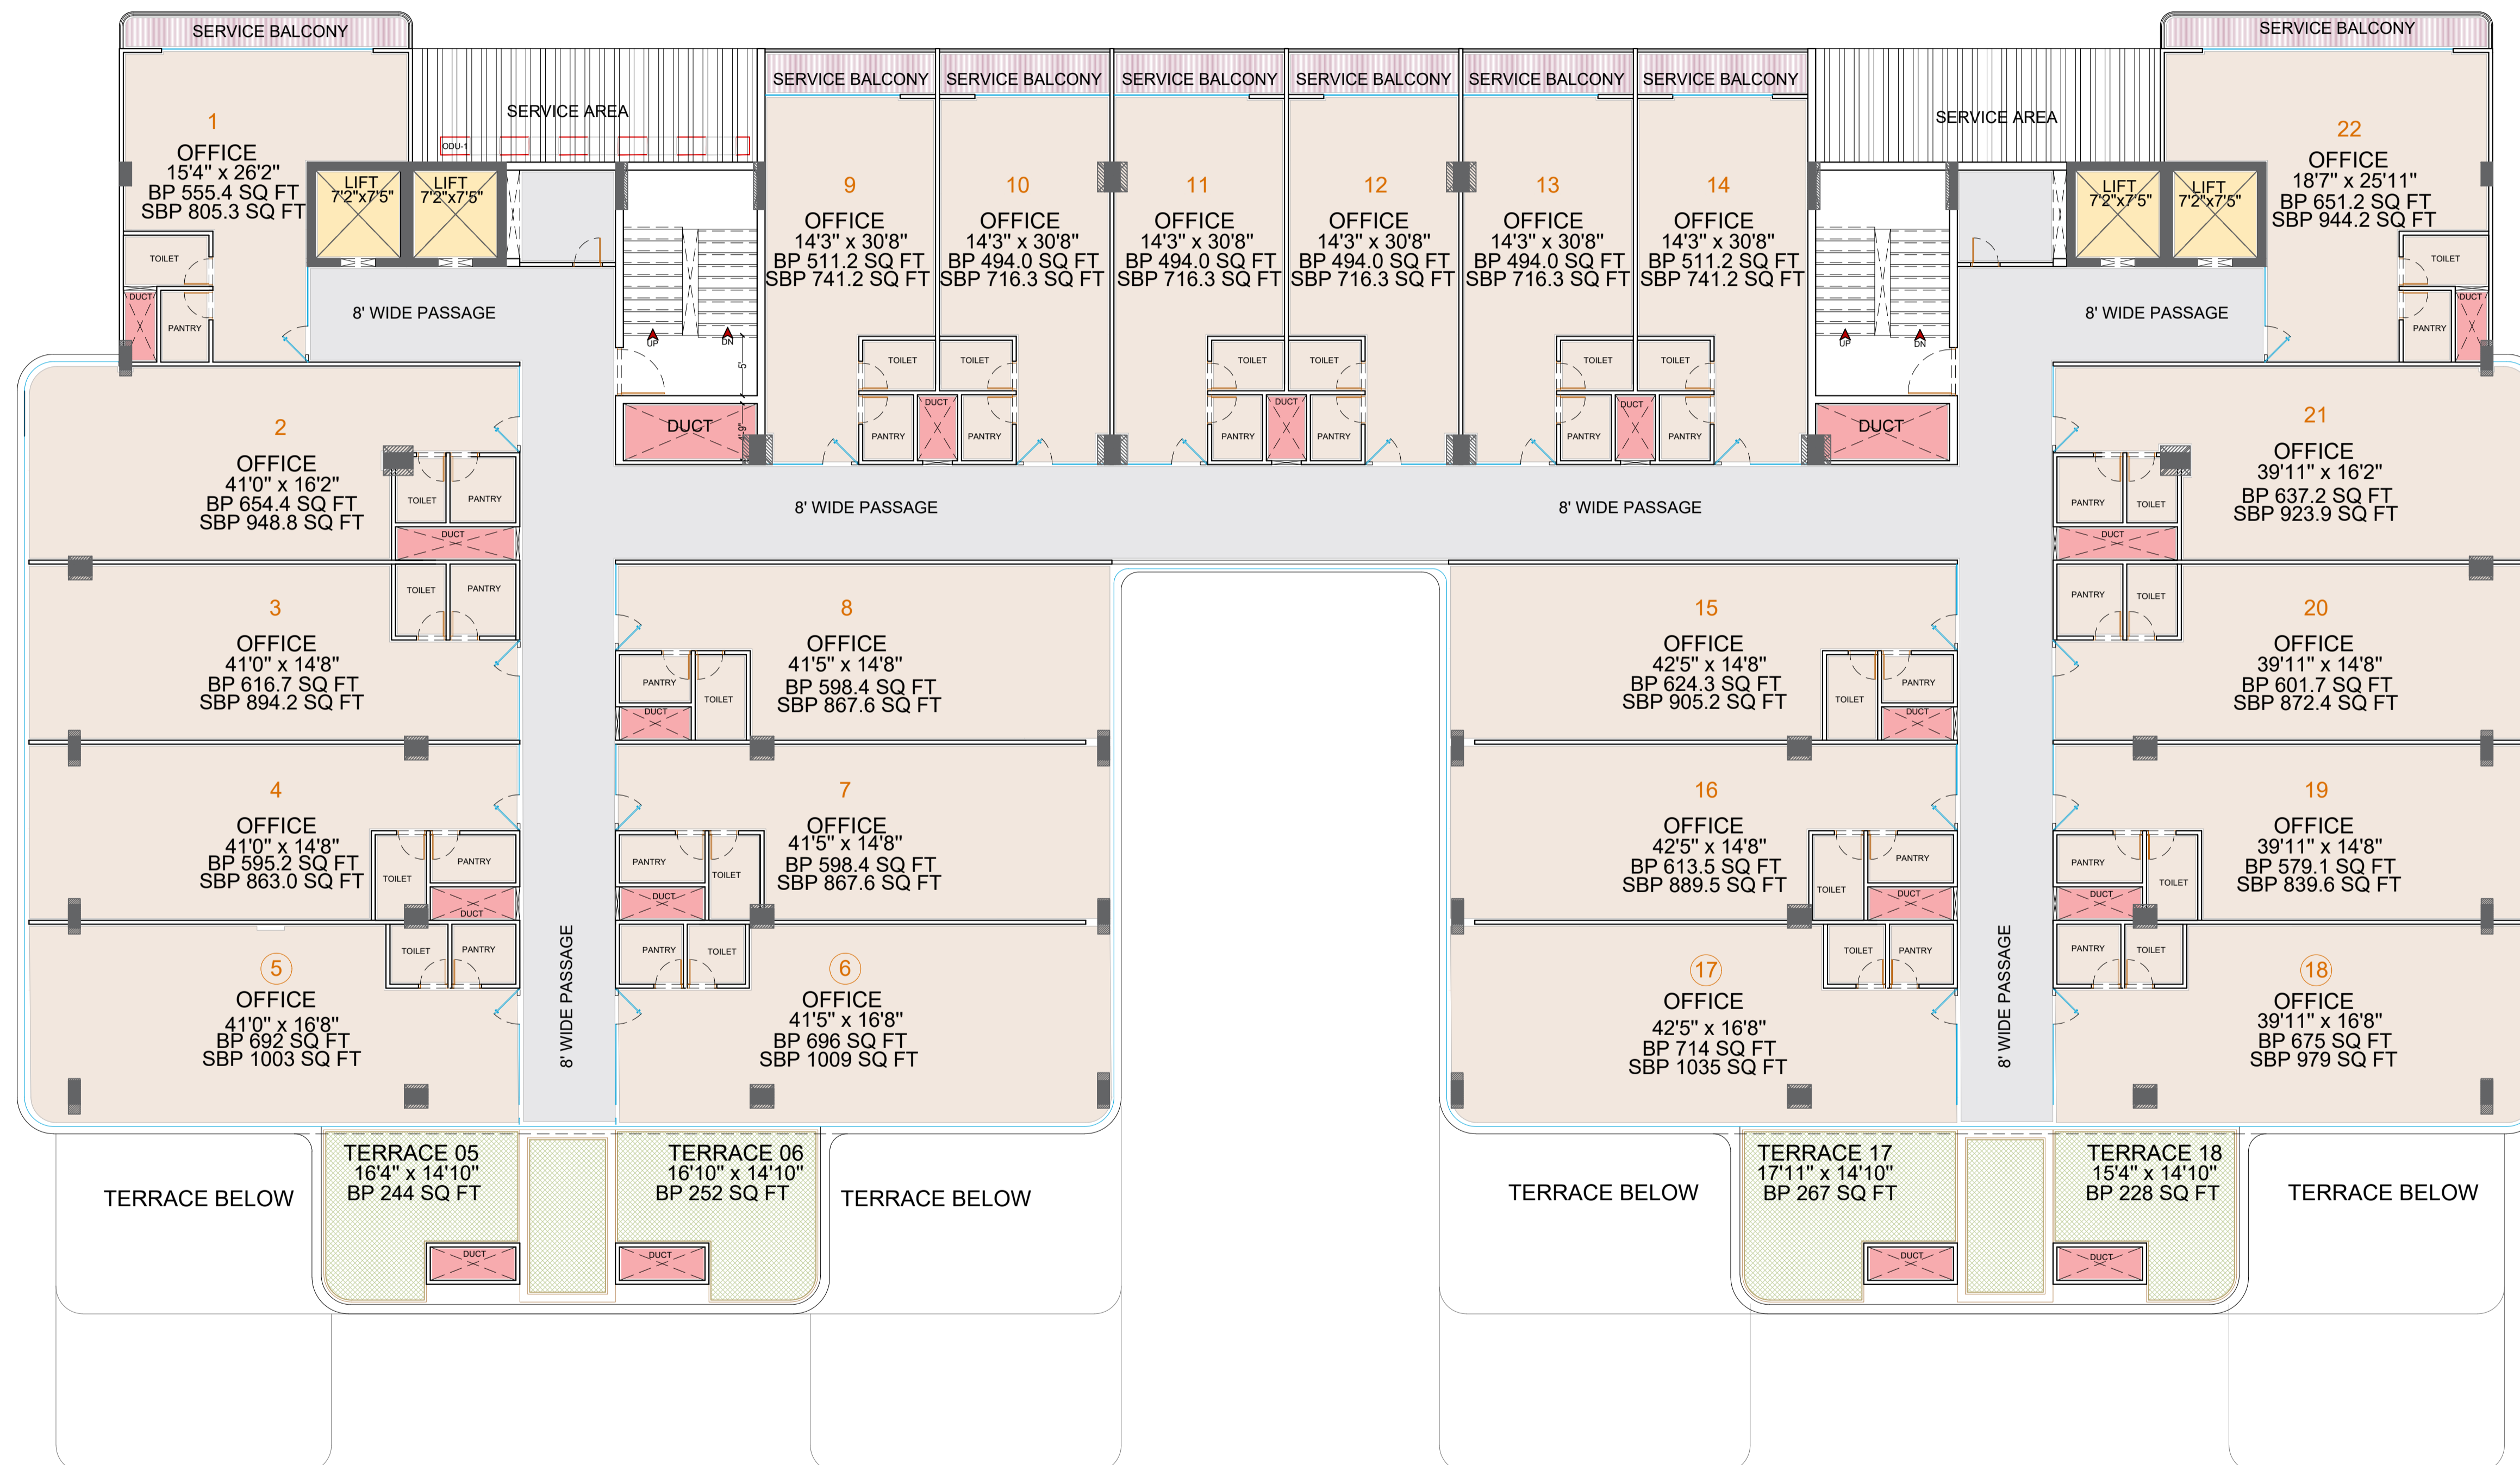 SERVICE BALCONY
SERVICE BALCONY
SERVICE BALCONY
SERVICE BALCONY
SERVICE BALCONY
SERVICE BALCONY
SERVICE BALCONY
SERVICE BALCONY
SERVICE AREA
SERVICE AREA
ODU-1
1
OFFICE
15'4" x 26'2"
BP 555.4 SQ FT
SBP 805.3 SQ FT
TOILET
DUCT
PANTRY
LIFT
7'2"x7'5"
LIFT
7'2"x7'5"
8' WIDE PASSAGE
UP
DN
5'
4'-9"
DUCT
9
OFFICE
14'3" x 30'8"
BP 511.2 SQ FT
SBP 741.2 SQ FT
TOILET
PANTRY
DUCT
10
OFFICE
14'3" x 30'8"
BP 494.0 SQ FT
SBP 716.3 SQ FT
TOILET
PANTRY
11
OFFICE
14'3" x 30'8"
BP 494.0 SQ FT
SBP 716.3 SQ FT
TOILET
PANTRY
DUCT
12
OFFICE
14'3" x 30'8"
BP 494.0 SQ FT
SBP 716.3 SQ FT
TOILET
PANTRY
13
OFFICE
14'3" x 30'8"
BP 494.0 SQ FT
SBP 716.3 SQ FT
TOILET
PANTRY
DUCT
14
OFFICE
14'3" x 30'8"
BP 511.2 SQ FT
SBP 741.2 SQ FT
TOILET
PANTRY
UP
DN
DUCT
LIFT
7'2"x7'5"
LIFT
7'2"x7'5"
8' WIDE PASSAGE
22
OFFICE
18'7" x 25'11"
BP 651.2 SQ FT
SBP 944.2 SQ FT
TOILET
DUCT
PANTRY
2
OFFICE
41'0" x 16'2"
BP 654.4 SQ FT
SBP 948.8 SQ FT
TOILET
PANTRY
DUCT
8' WIDE PASSAGE
8' WIDE PASSAGE
21
OFFICE
39'11" x 16'2"
BP 637.2 SQ FT
SBP 923.9 SQ FT
PANTRY
TOILET
DUCT
3
OFFICE
41'0" x 14'8"
BP 616.7 SQ FT
SBP 894.2 SQ FT
TOILET
PANTRY
8
OFFICE
41'5" x 14'8"
BP 598.4 SQ FT
SBP 867.6 SQ FT
PANTRY
TOILET
DUCT
15
OFFICE
42'5" x 14'8"
BP 624.3 SQ FT
SBP 905.2 SQ FT
TOILET
PANTRY
DUCT
20
OFFICE
39'11" x 14'8"
BP 601.7 SQ FT
SBP 872.4 SQ FT
PANTRY
TOILET
4
OFFICE
41'0" x 14'8"
BP 595.2 SQ FT
SBP 863.0 SQ FT
TOILET
PANTRY
DUCT
7
OFFICE
41'5" x 14'8"
BP 598.4 SQ FT
SBP 867.6 SQ FT
PANTRY
TOILET
DUCT
16
OFFICE
42'5" x 14'8"
BP 613.5 SQ FT
SBP 889.5 SQ FT
TOILET
PANTRY
DUCT
19
OFFICE
39'11" x 14'8"
BP 579.1 SQ FT
SBP 839.6 SQ FT
PANTRY
TOILET
DUCT
5
OFFICE
41'0" x 16'8"
BP 692 SQ FT
SBP 1003 SQ FT
TOILET
PANTRY
8' WIDE PASSAGE
6
OFFICE
41'5" x 16'8"
BP 696 SQ FT
SBP 1009 SQ FT
PANTRY
TOILET
17
OFFICE
42'5" x 16'8"
BP 714 SQ FT
SBP 1035 SQ FT
TOILET
PANTRY
8' WIDE PASSAGE
18
OFFICE
39'11" x 16'8"
BP 675 SQ FT
SBP 979 SQ FT
PANTRY
TOILET
TERRACE BELOW
TERRACE 05
16'4" x 14'10"
BP 244 SQ FT
DUCT
TERRACE 06
16'10" x 14'10"
BP 252 SQ FT
DUCT
TERRACE BELOW
TERRACE BELOW
TERRACE 17
17'11" x 14'10"
BP 267 SQ FT
DUCT
TERRACE 18
15'4" x 14'10"
BP 228 SQ FT
DUCT
TERRACE BELOW